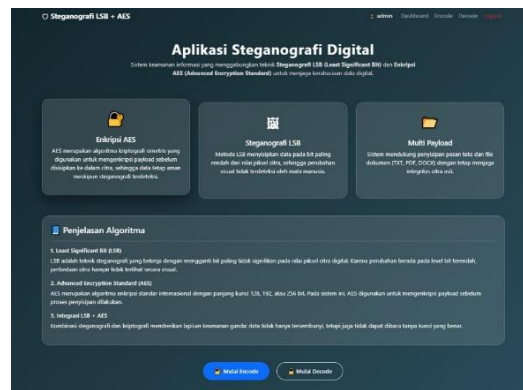 Steganografi LSB + AES
admin Dashboard Encode Decode Logout
Aplikasi Steganografi Digital
Sistem keamanan informasi yang menggabungkan teknik Steganografi LSB (Least Significant Bit) dan Enkripsi
AES (Advanced Encryption Standard) untuk menjaga kerahasiaan data digital.
Enkripsi AES
AES merupakan algoritma kriptografi simetris yang
digunakan untuk mengenkripsi payload sebelum
disisipkan ke dalam citra, sehingga data tetap aman
meskipun steganografi terdeteksi.
Steganografi LSB
Metode LSB menyisipkan data pada bit paling
rendah dari nilai piksel citra, sehingga perubahan
visual tidak terdeteksi oleh mata manusia.
Multi Payload
Sistem mendukung penyisipan pesan teks dan file
dokumen (TXT, PDF, DOCX) dengan tetap menjaga
integritas citra asli.
Penjelasan Algoritma
1. Least Significant Bit (LSB)
LSB adalah teknik steganografi yang bekerja dengan mengganti bit paling tidak signifikan pada nilai piksel citra digital. Karena perubahan berada pada level bit terendah,
perbedaan citra hampir tidak terlihat secara visual.
2. Advanced Encryption Standard (AES)
AES merupakan algoritma enkripsi standar internasional dengan panjang kunci 128, 192, atau 256 bit. Pada sistem ini, AES digunakan untuk mengenkripsi payload sebelum
proses penyisipan dilakukan.
3. Integrasi LSB + AES
Kombinasi steganografi dan kriptografi memberikan lapisan keamanan ganda: data tidak hanya tersembunyi, tetapi juga tidak dapat dibaca tanpa kunci yang benar.
Mulai Encode
Mulai Decode